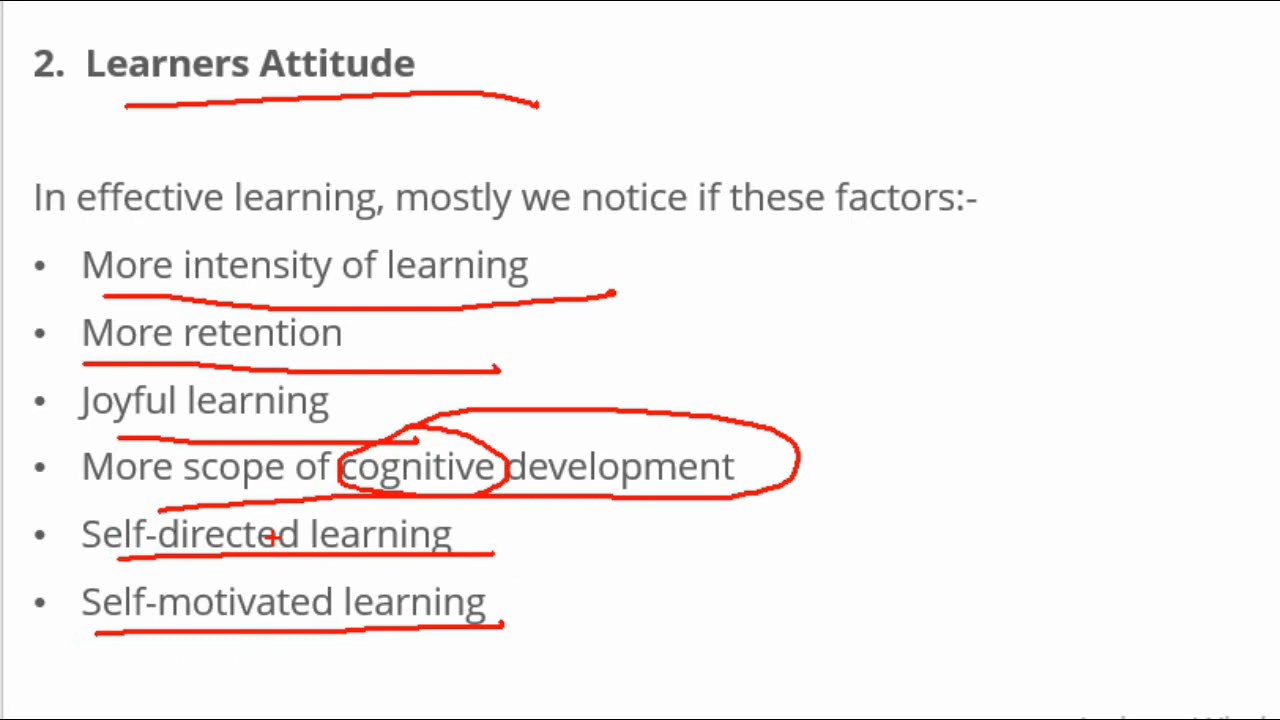 2. Learners Attitude
In effective learning, mostly we notice if these factors:-
• More intensity of learning
• More retention
• Joyful learning
• More scope of cognitive development
• Self-directed learning
• Self-motivated learning